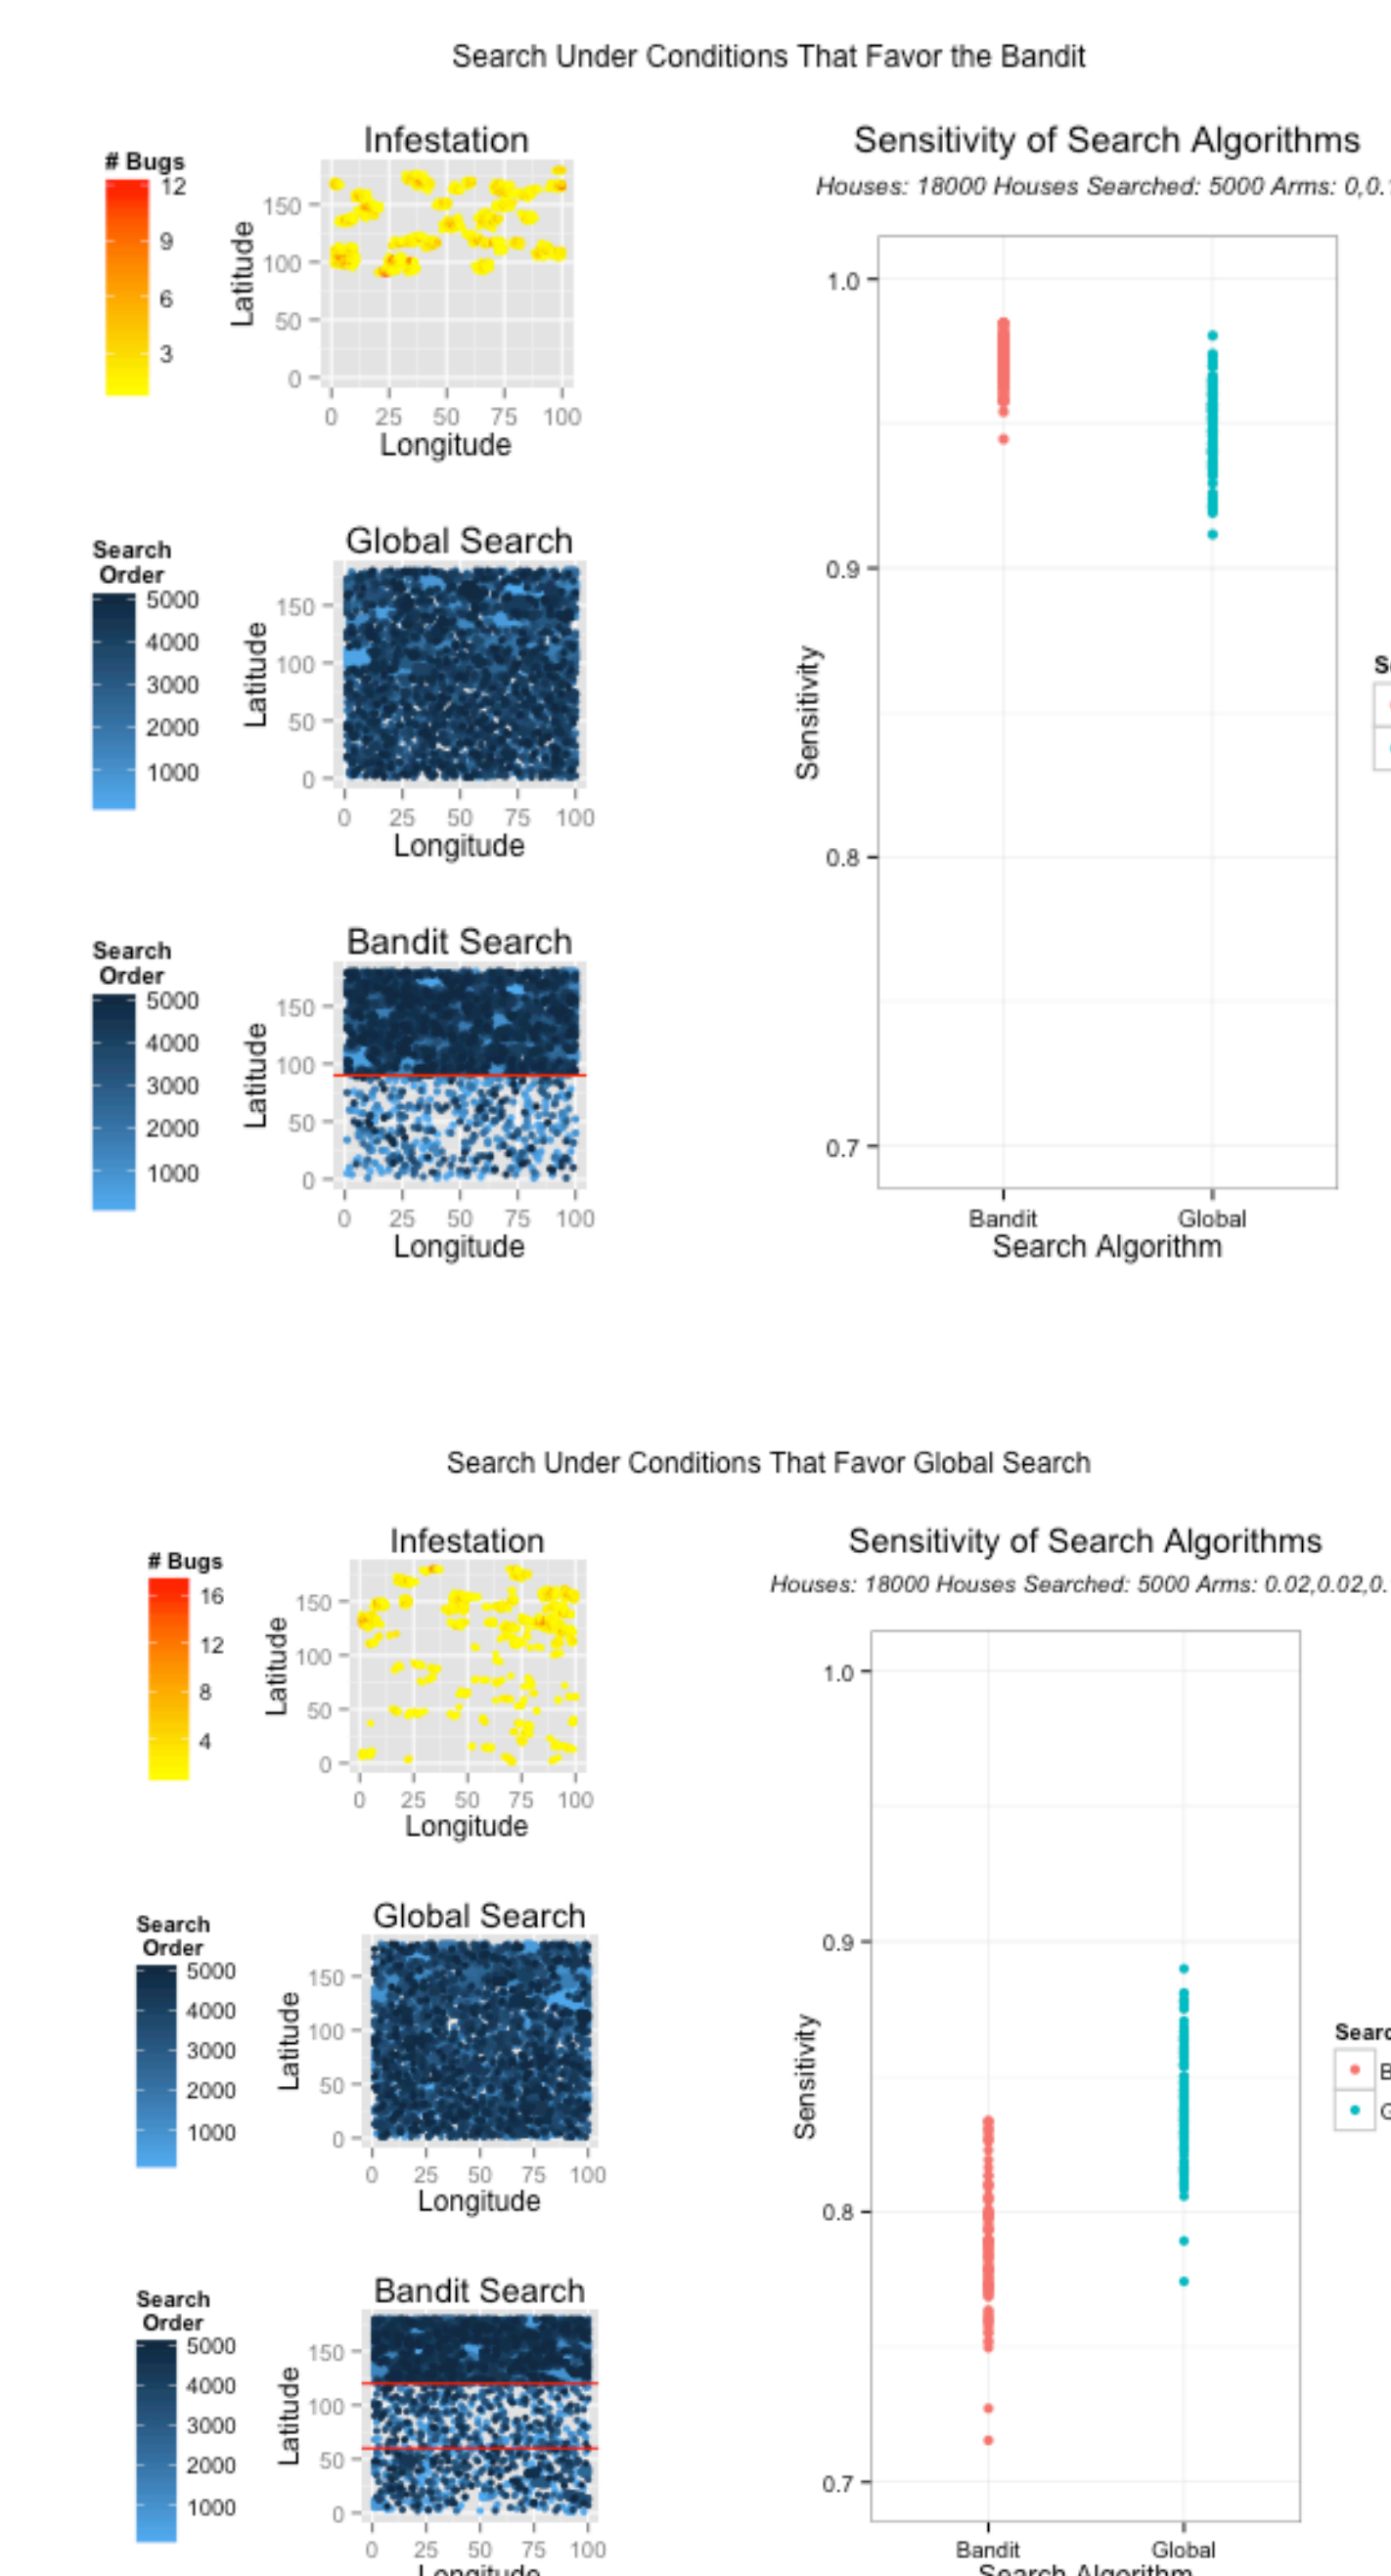 Search Under Conditions That Favor the Bandit
Infestation
# Bugs
12
9
6
3
Latitude
150
100
50
0
0 25 50 75 100
Longitude
Global Search
Search
Order
5000
4000
3000
2000
1000
Latitude
150
100
50
0
0 25 50 75 100
Longitude
Bandit Search
Search
Order
5000
4000
3000
2000
1000
Latitude
150
100
50
0
0 25 50 75 100
Longitude
Sensitivity of Search Algorithms
Houses: 18000 Houses Searched: 5000 Arms: 0,0.1
1.0
0.9
0.8
0.7
Sensitivity
Bandit Global
Search Algorithm
Search Under Conditions That Favor Global Search
Infestation
# Bugs
16
12
8
4
Latitude
150
100
50
0
0 25 50 75 100
Longitude
Global Search
Search
Order
5000
4000
3000
2000
1000
Latitude
150
100
50
0
0 25 50 75 100
Longitude
Bandit Search
Search
Order
5000
4000
3000
2000
1000
Latitude
150
100
50
0
0 25 50 75 100
Longitude
Sensitivity of Search Algorithms
Houses: 18000 Houses Searched: 5000 Arms: 0.02,0.02,0.
1.0
0.9
0.8
0.7
Sensitivity
Bandit Global
Search Algorithm
Searc
B
G